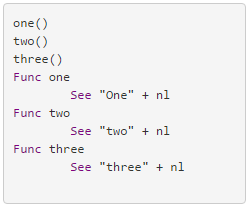 one()
two()
three()
Func one
        See "One" + nl
Func two
        See "two" + nl
Func three
        See "three" + nl